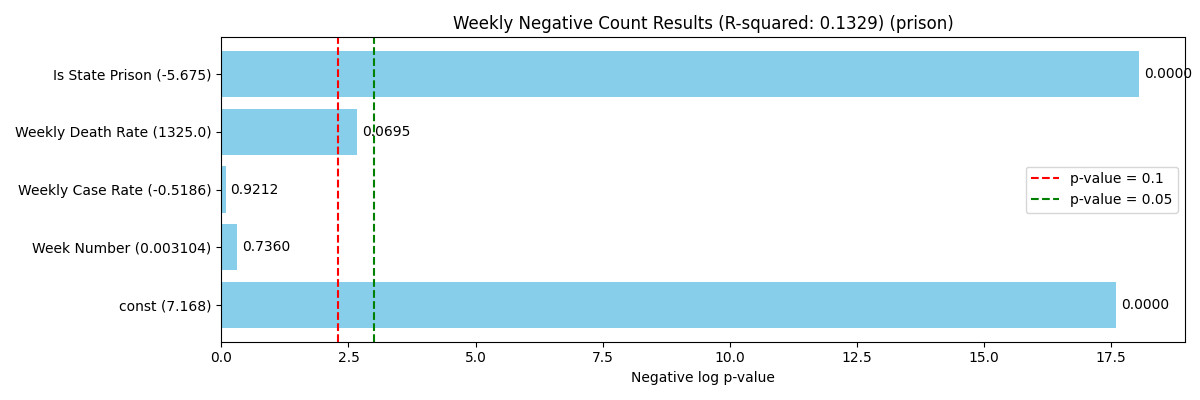 Weekly Negative Count Results (R-squared: 0.1329) (prison)
Is State Prison (-5.675)
0.0000
Weekly Death Rate (1325.0)
0.0695
Weekly Case Rate (-0.5186)
0.9212
Week Number (0.003104)
0.7360
const (7.168)
0.0000
p-value = 0.1
p-value = 0.05
0.0 2.5 5.0 7.5 10.0 12.5 15.0 17.5
Negative log p-value